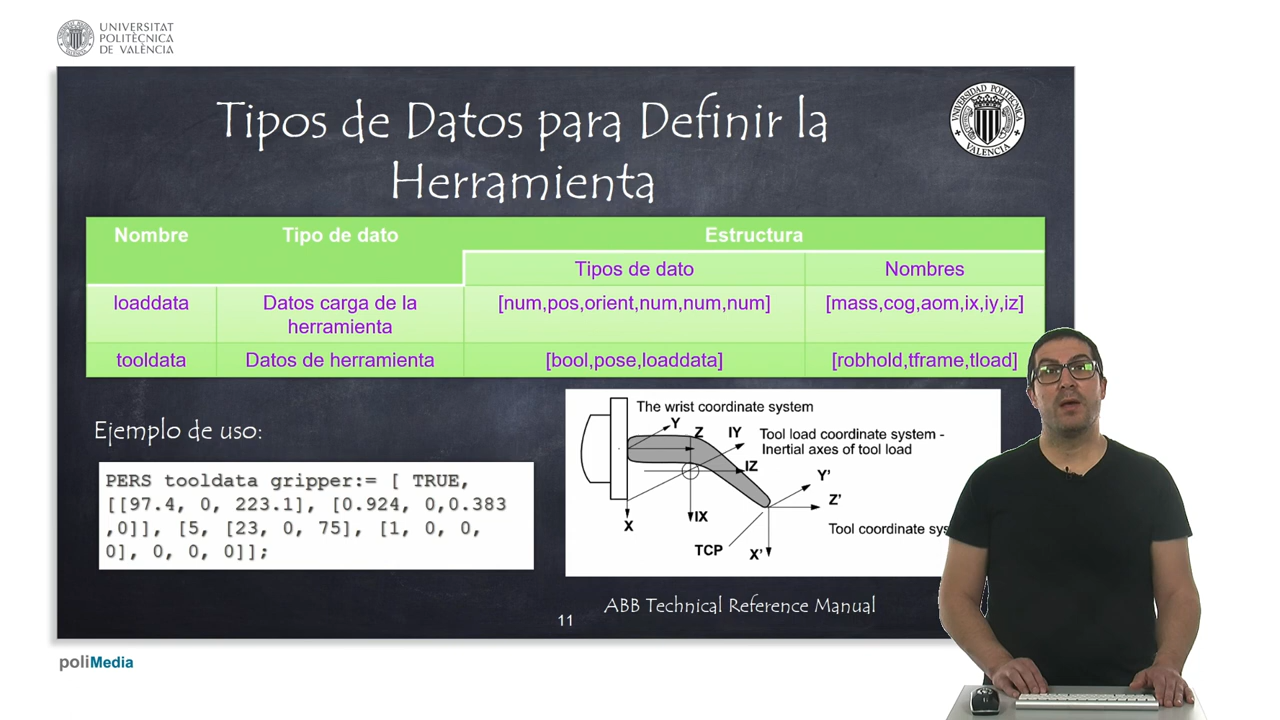 UNIVERSITAT
POLITÈCNICA
DE VALÈNCIA
Tipos de Datos para Definir la
Herramienta
UNIVERSIDAD POLITECNICA
VALENCIA
Nombre Tipo de dato Estructura
Tipos de dato Nombres
loaddata Datos carga de la
herramienta [num,pos,orient,num,num,num] [mass,cog,aom,ix,iy,iz]
tooldata Datos de herramienta [bool,pose,loaddata] [robhold,tframe,tload]
Ejemplo de uso:
PERS tooldata gripper:= [ TRUE,
[[97.4, 0, 223.1], [0.924, 0,0.383
,0]], [5, [23, 0, 75], [1, 0, 0,
0], 0, 0, 0]];
The wrist coordinate system
Y
Z
IY
Tool load coordinate system -
Inertial axes of tool load
IZ
Y'
Z'
X
IX
Tool coordinate sys
TCP
X'
ABB Technical Reference Manual
11
poliMedia